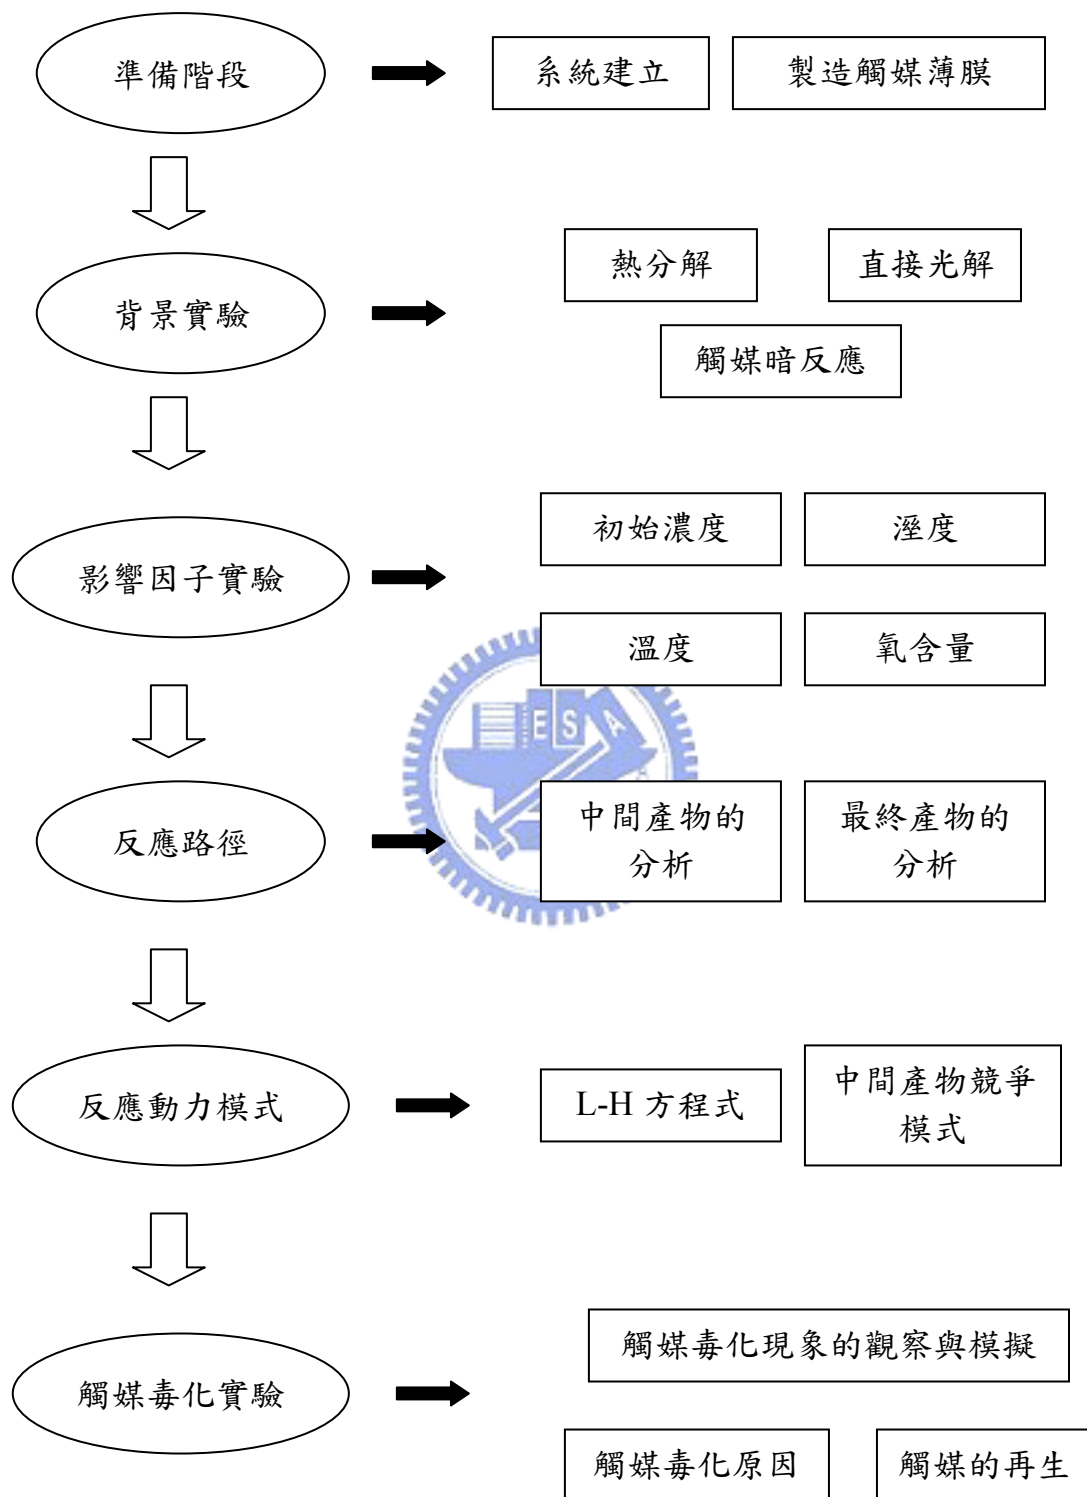 準備階段
系統建立
製造觸媒薄膜
背景實驗
熱分解
直接光解
觸媒暗反應
影響因子實驗
初始濃度
溼度
溫度
氧含量
ESA
反應路徑
中間產物的
分析
最終產物的
分析
反應動力模式
L-H 方程式
中間產物競爭
模式
觸媒毒化實驗
觸媒毒化現象的觀察與模擬
觸媒毒化原因
觸媒的再生